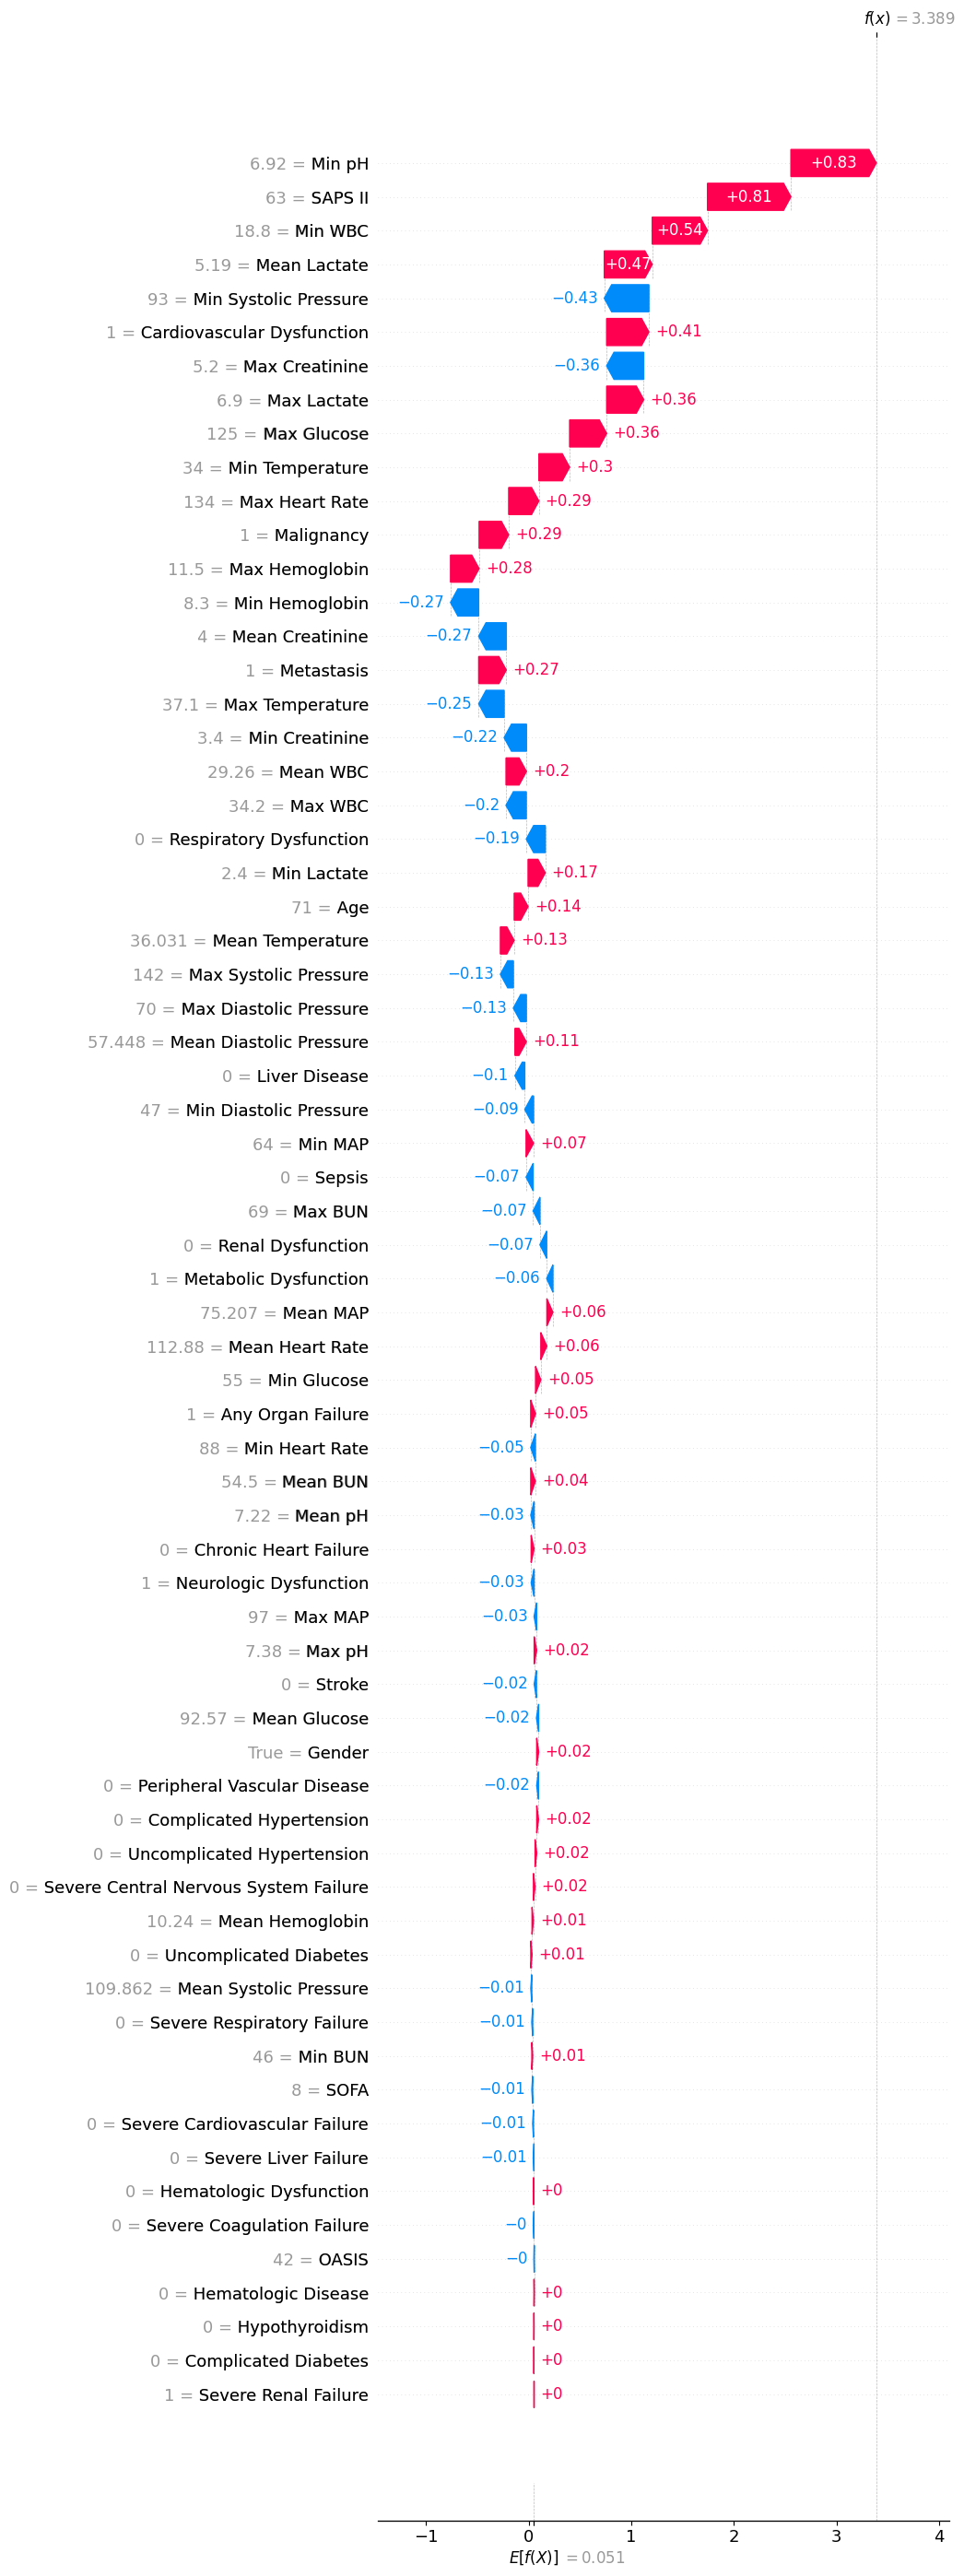 f(x) = 3.389
6.92 = Min pH +0.83
63 = SAPS II +0.81
18.8 = Min WBC +0.54
5.19 = Mean Lactate +0.47
93 = Min Systolic Pressure −0.43
1 = Cardiovascular Dysfunction +0.41
5.2 = Max Creatinine −0.36
6.9 = Max Lactate +0.36
125 = Max Glucose +0.36
34 = Min Temperature +0.3
134 = Max Heart Rate +0.29
1 = Malignancy +0.29
11.5 = Max Hemoglobin +0.28
8.3 = Min Hemoglobin −0.27
4 = Mean Creatinine −0.27
1 = Metastasis +0.27
37.1 = Max Temperature −0.25
3.4 = Min Creatinine −0.22
29.26 = Mean WBC +0.2
34.2 = Max WBC −0.2
0 = Respiratory Dysfunction −0.19
2.4 = Min Lactate +0.17
71 = Age +0.14
36.031 = Mean Temperature +0.13
142 = Max Systolic Pressure −0.13
70 = Max Diastolic Pressure −0.13
57.448 = Mean Diastolic Pressure +0.11
0 = Liver Disease −0.1
47 = Min Diastolic Pressure −0.09
64 = Min MAP +0.07
0 = Sepsis −0.07
69 = Max BUN −0.07
0 = Renal Dysfunction −0.07
1 = Metabolic Dysfunction −0.06
75.207 = Mean MAP +0.06
112.88 = Mean Heart Rate +0.06
55 = Min Glucose +0.05
1 = Any Organ Failure +0.05
88 = Min Heart Rate −0.05
54.5 = Mean BUN +0.04
7.22 = Mean pH −0.03
0 = Chronic Heart Failure +0.03
1 = Neurologic Dysfunction −0.03
97 = Max MAP −0.03
7.38 = Max pH +0.02
0 = Stroke −0.02
92.57 = Mean Glucose −0.02
True = Gender +0.02
0 = Peripheral Vascular Disease −0.02
0 = Complicated Hypertension +0.02
0 = Uncomplicated Hypertension +0.02
0 = Severe Central Nervous System Failure +0.02
10.24 = Mean Hemoglobin +0.01
0 = Uncomplicated Diabetes +0.01
109.862 = Mean Systolic Pressure −0.01
0 = Severe Respiratory Failure −0.01
46 = Min BUN +0.01
8 = SOFA −0.01
0 = Severe Cardiovascular Failure −0.01
0 = Severe Liver Failure −0.01
0 = Hematologic Dysfunction +0
0 = Severe Coagulation Failure −0
42 = OASIS −0
0 = Hematologic Disease +0
0 = Hypothyroidism +0
0 = Complicated Diabetes +0
1 = Severe Renal Failure +0
−1 0 1 2 3 4
E[f(X)] = 0.051